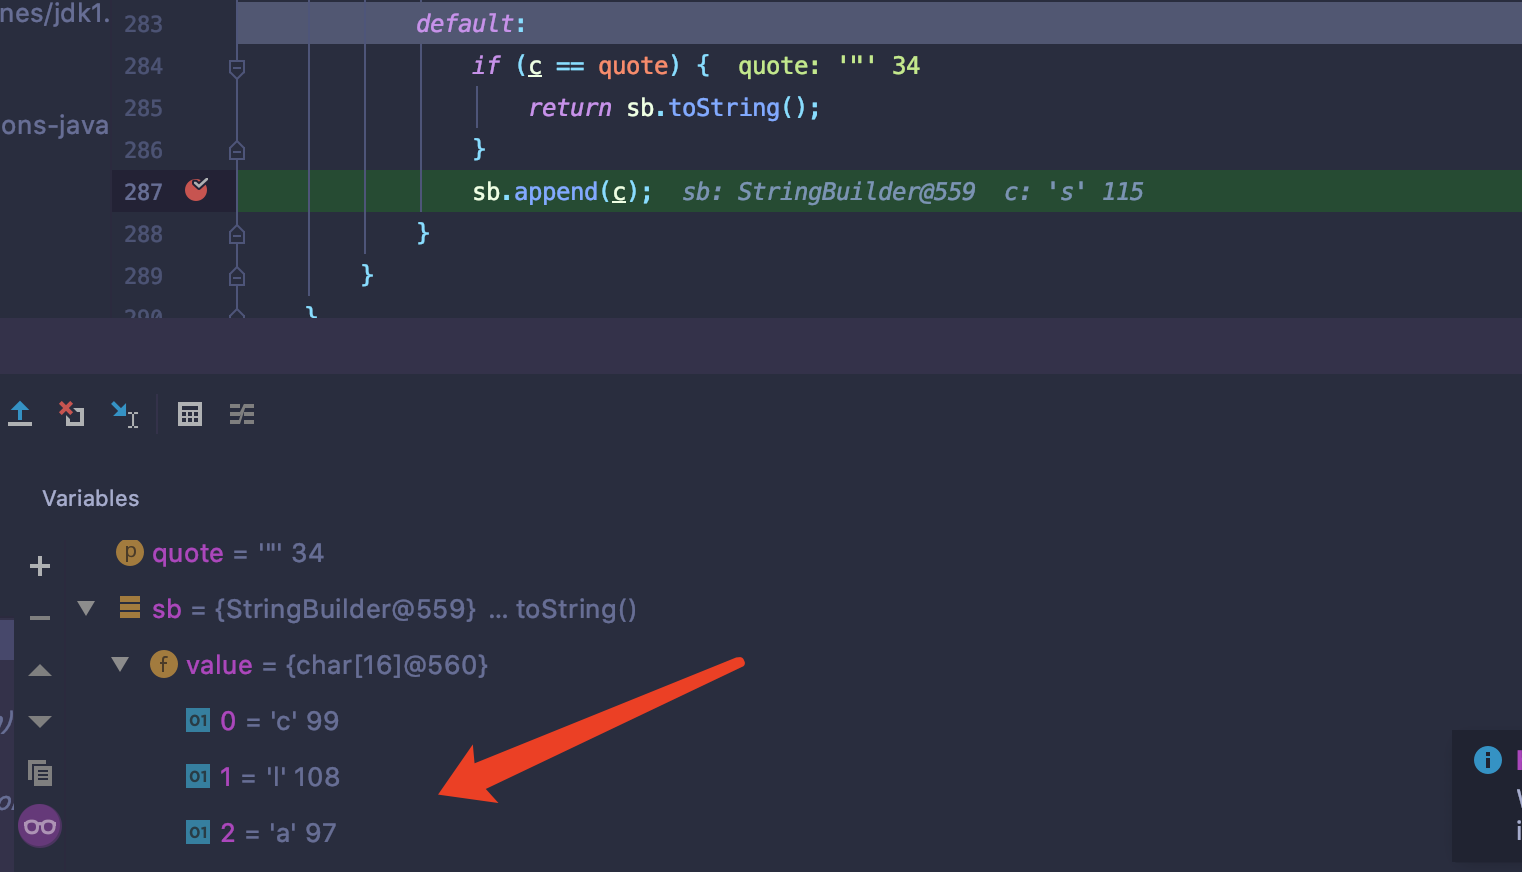 nes/jdk1.
283 default:
284 if (c == quote) { quote: '"' 34
285 return sb.toString();
ons-java
286 }
287 sb.append(c); sb: StringBuilder@559 c: 's' 115
288 }
289 }
290 }
Variables
p quote = '"' 34
sb = {StringBuilder@559} ... toString()
f value = {char[16]@560}
01 0 = 'c' 99
01 1 = 'l' 108
01 2 = 'a' 97